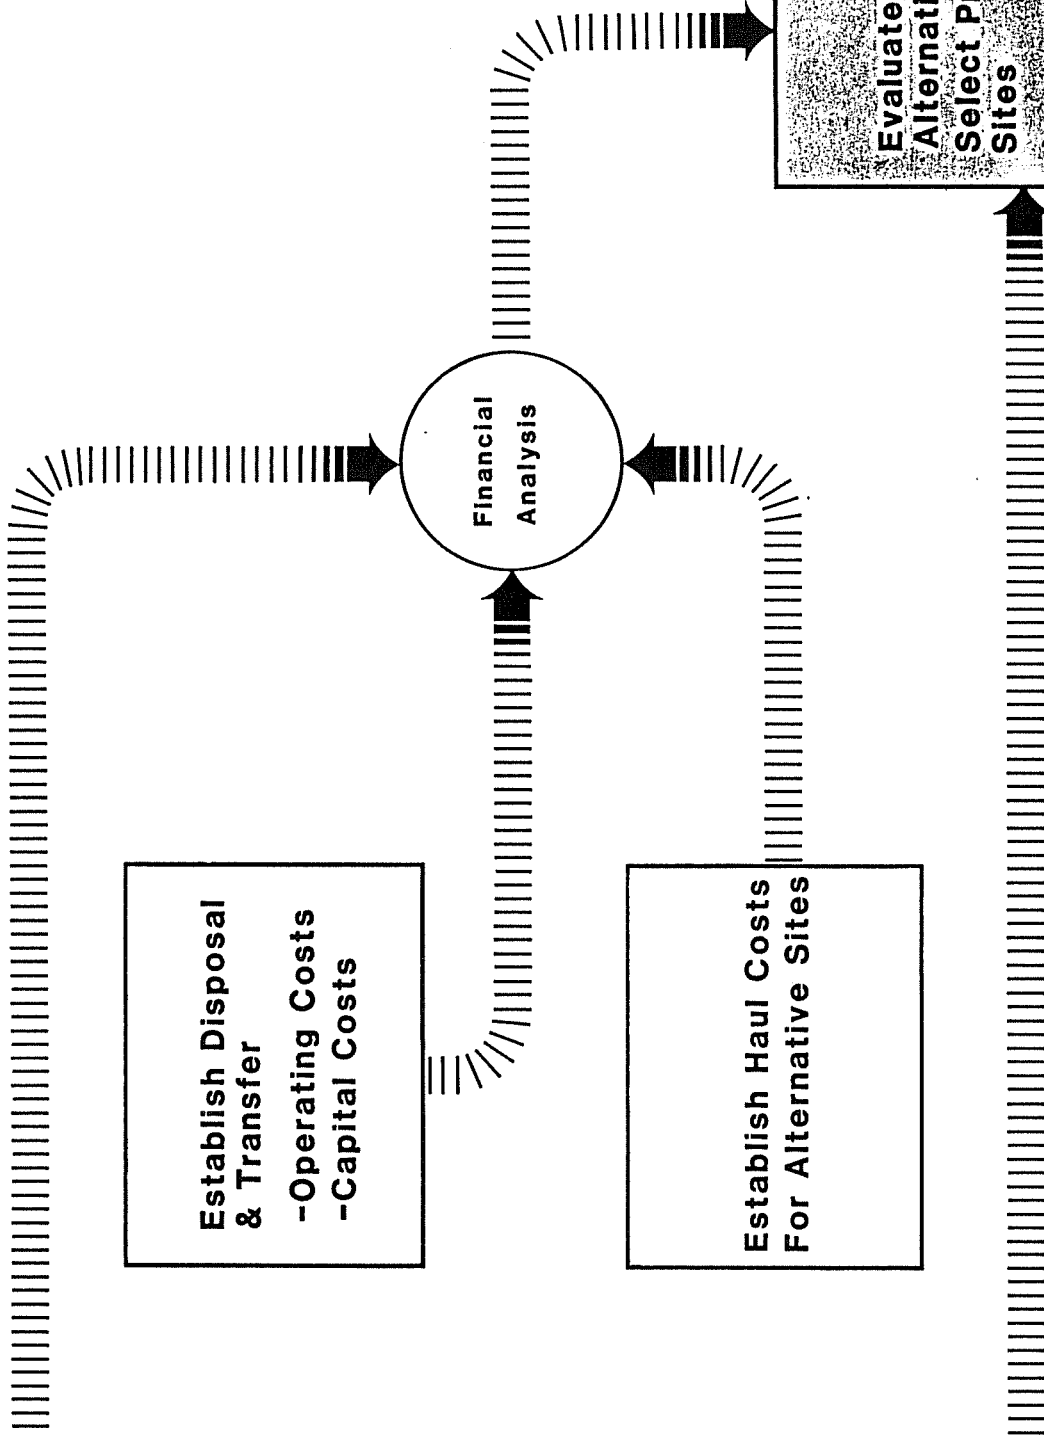 Establish Disposal
& Transfer
-Operating Costs
-Capital Costs
Establish Haul Costs
For Alternative Sites
Financial
Analysis
Evaluate
Select
Sites